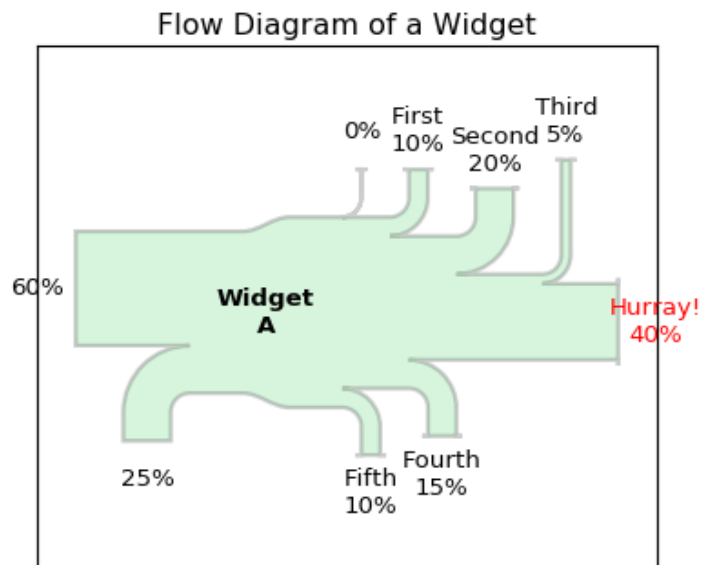 Flow Diagram of a Widget
Third
5%
First
10%
0%
Second
20%
60%
Widget
A
Hurray!
40%
25%
Fifth
10%
Fourth
15%